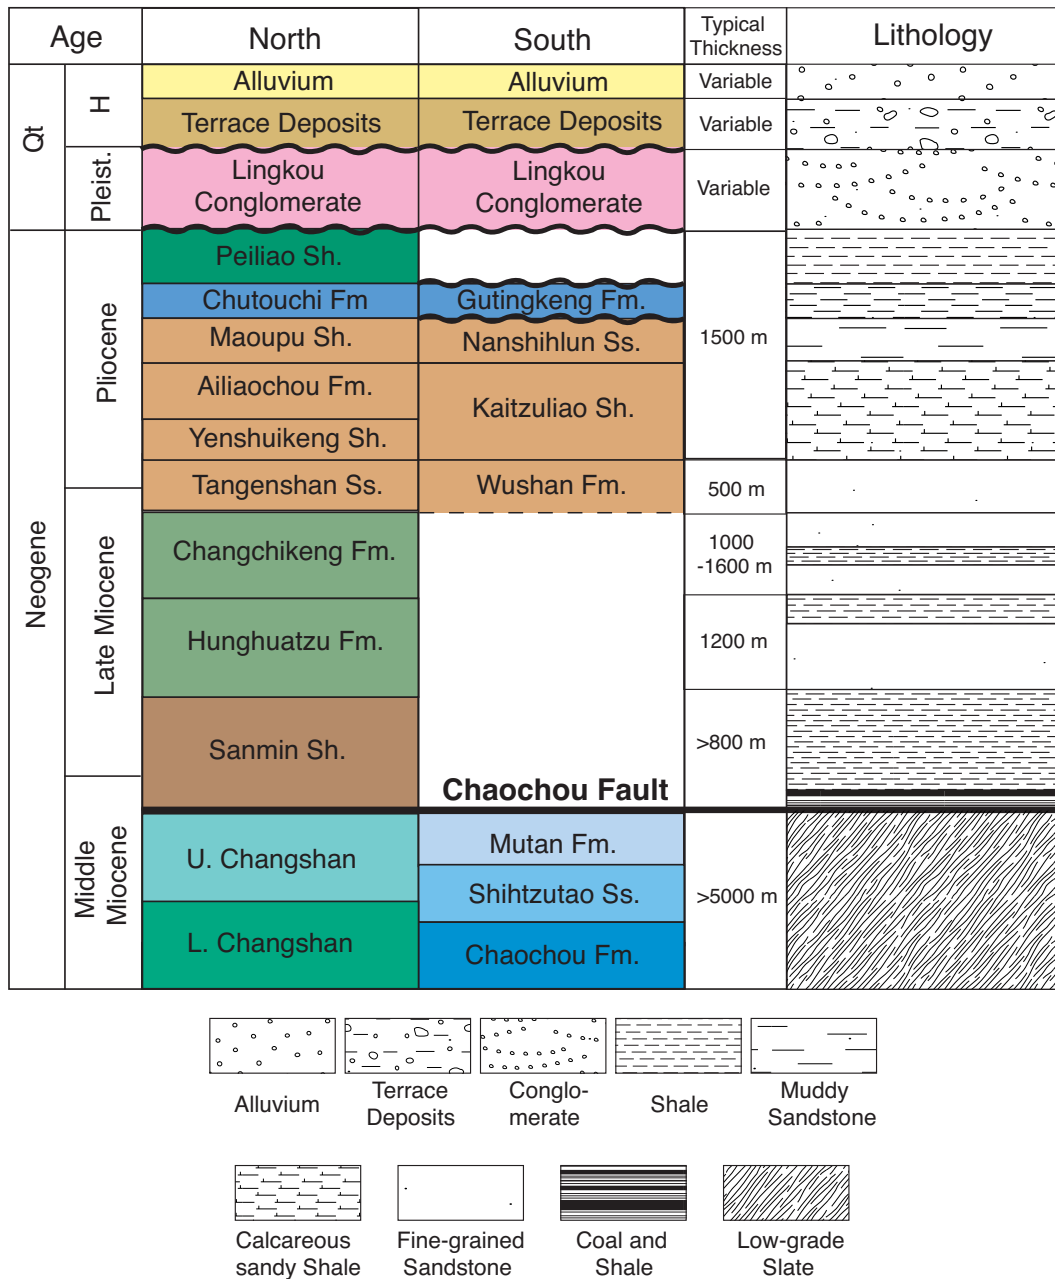 Age
North
South
Typical
Thickness
Lithology
Qt
H
Alluvium
Alluvium
Variable
Terrace Deposits
Terrace Deposits
Variable
Pleist.
Lingkou
Conglomerate
Lingkou
Conglomerate
Variable
Neogene
Pliocene
Peiliao Sh.
Chutouchi Fm
Gutingkeng Fm.
Maoupu Sh.
Nanshihlun Ss.
1500 m
Ailiaochou Fm.
Kaitzuliao Sh.
Yenshuikeng Sh.
Tangenshan Ss.
Wushan Fm.
500 m
Late Miocene
Changchikeng Fm.
1000
-1600 m
Hunghuatzu Fm.
1200 m
Sanmin Sh.
>800 m
Chaochou Fault
Middle
Miocene
U. Changshan
Mutan Fm.
Shihtzutao Ss.
>5000 m
L. Changshan
Chaochou Fm.
Alluvium
Terrace
Deposits
Conglo-
merate
Shale
Muddy
Sandstone
Calcareous
sandy Shale
Fine-grained
Sandstone
Coal and
Shale
Low-grade
Slate